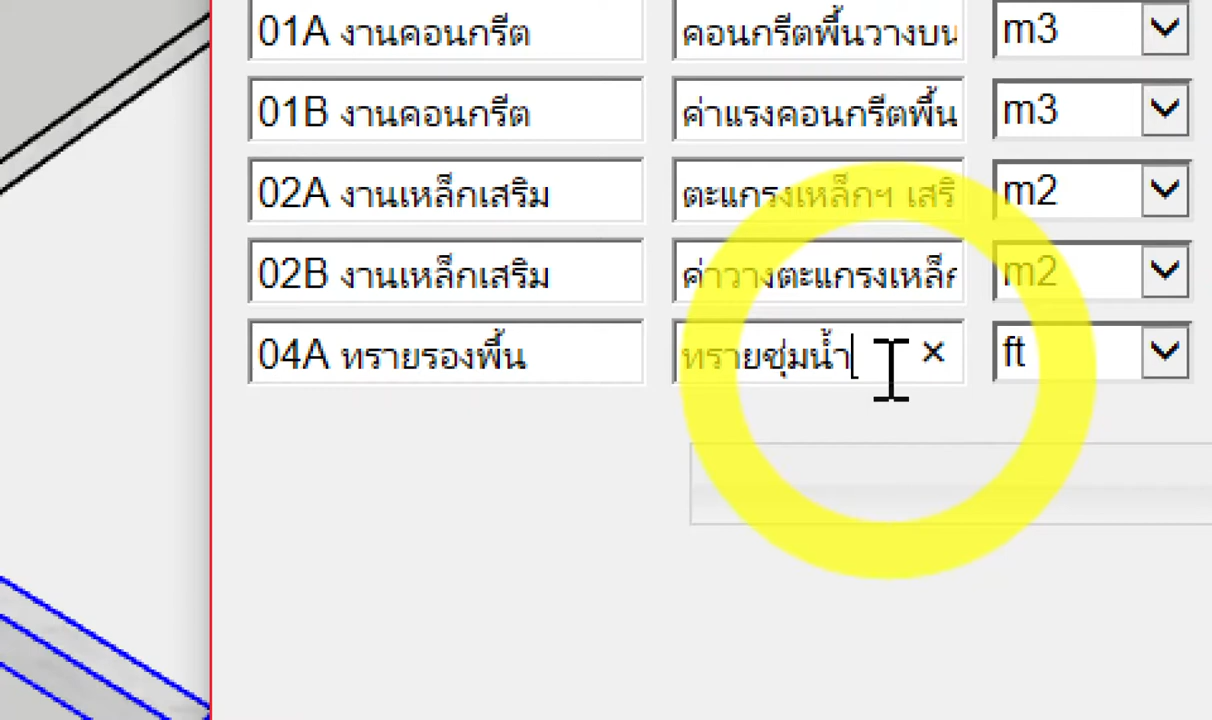 01A งานคอนกรีต คอนกรีตพื้นวางบน m3
01B งานคอนกรีต ค่าแรงคอนกรีตพื้น m3
02A งานเหล็กเสริม ตะแกรงเหล็กฯ เสริ m2
02B งานเหล็กเสริม ค่าวางตะแกรงเหล็ก m2
04A ทรายรองพื้น ทรายชุ่มน้ำ × ft